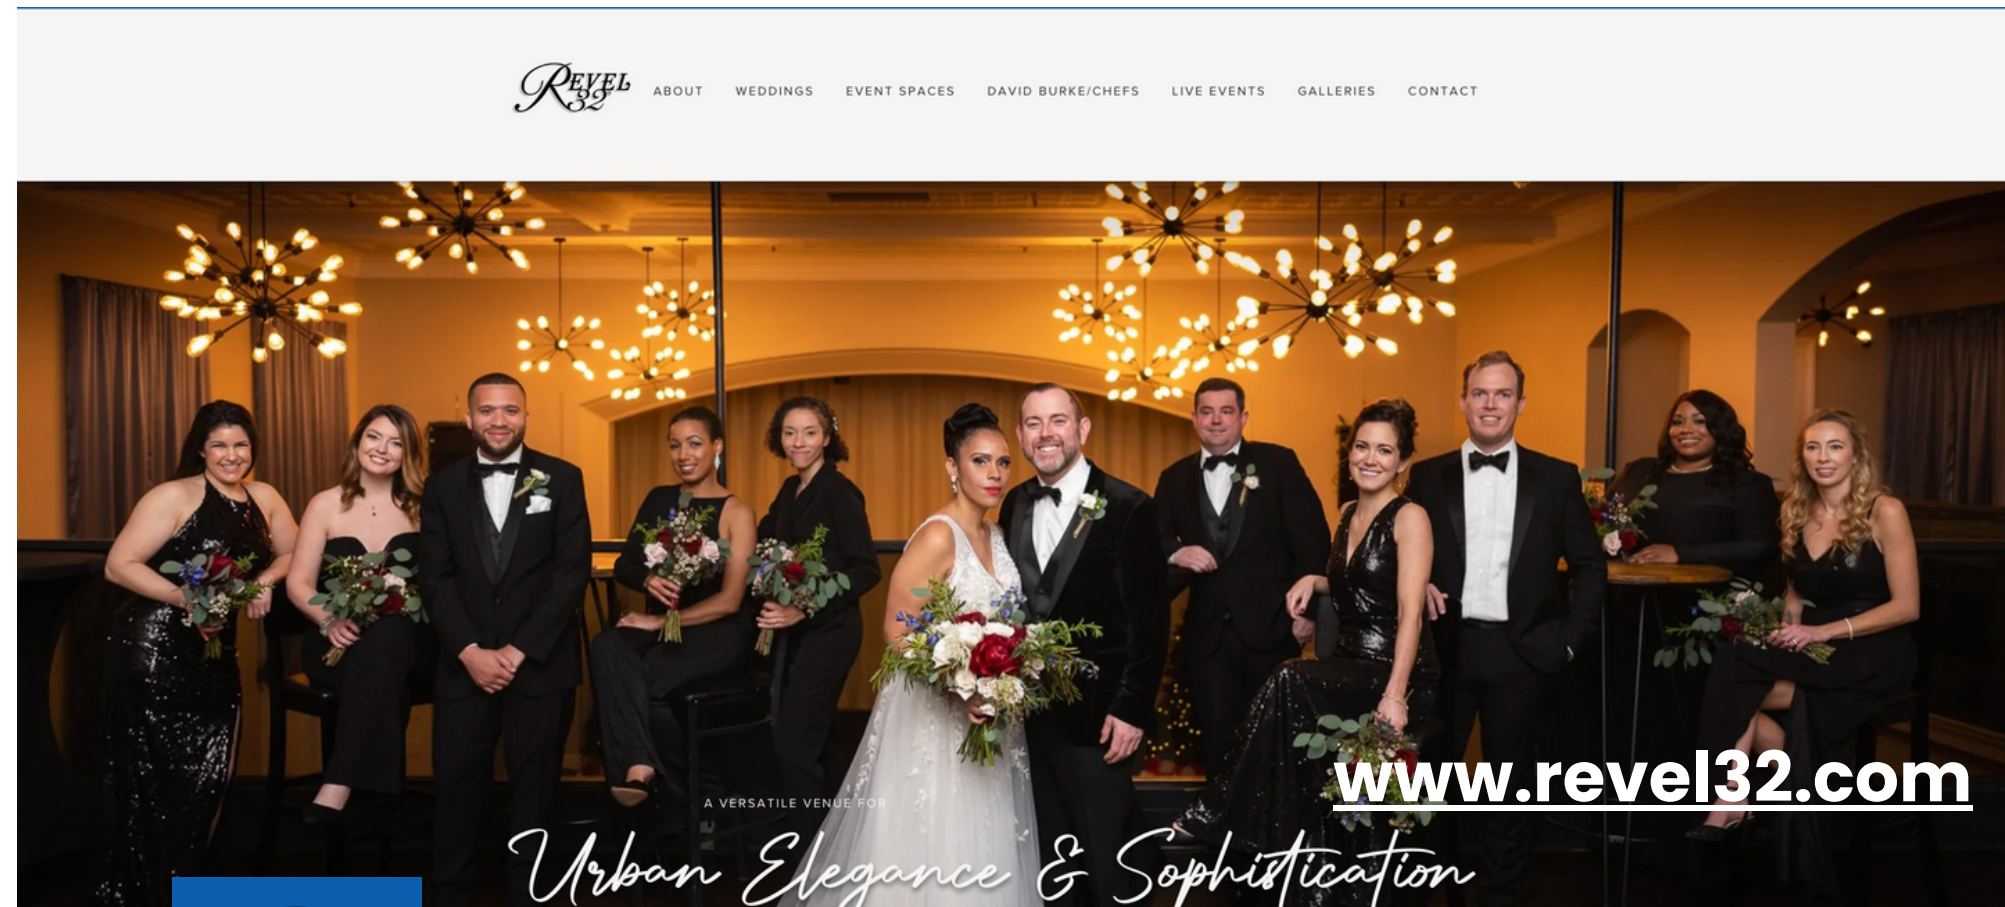 REVEL 32 ABOUT WEDDINGS EVENT SPACES DAVID BURKE/CHEFS LIVE EVENTS GALLERIES CONTACT
www.revel32.com
A VERSATILE VENUE FOR
Urban Elegance & Sophistication